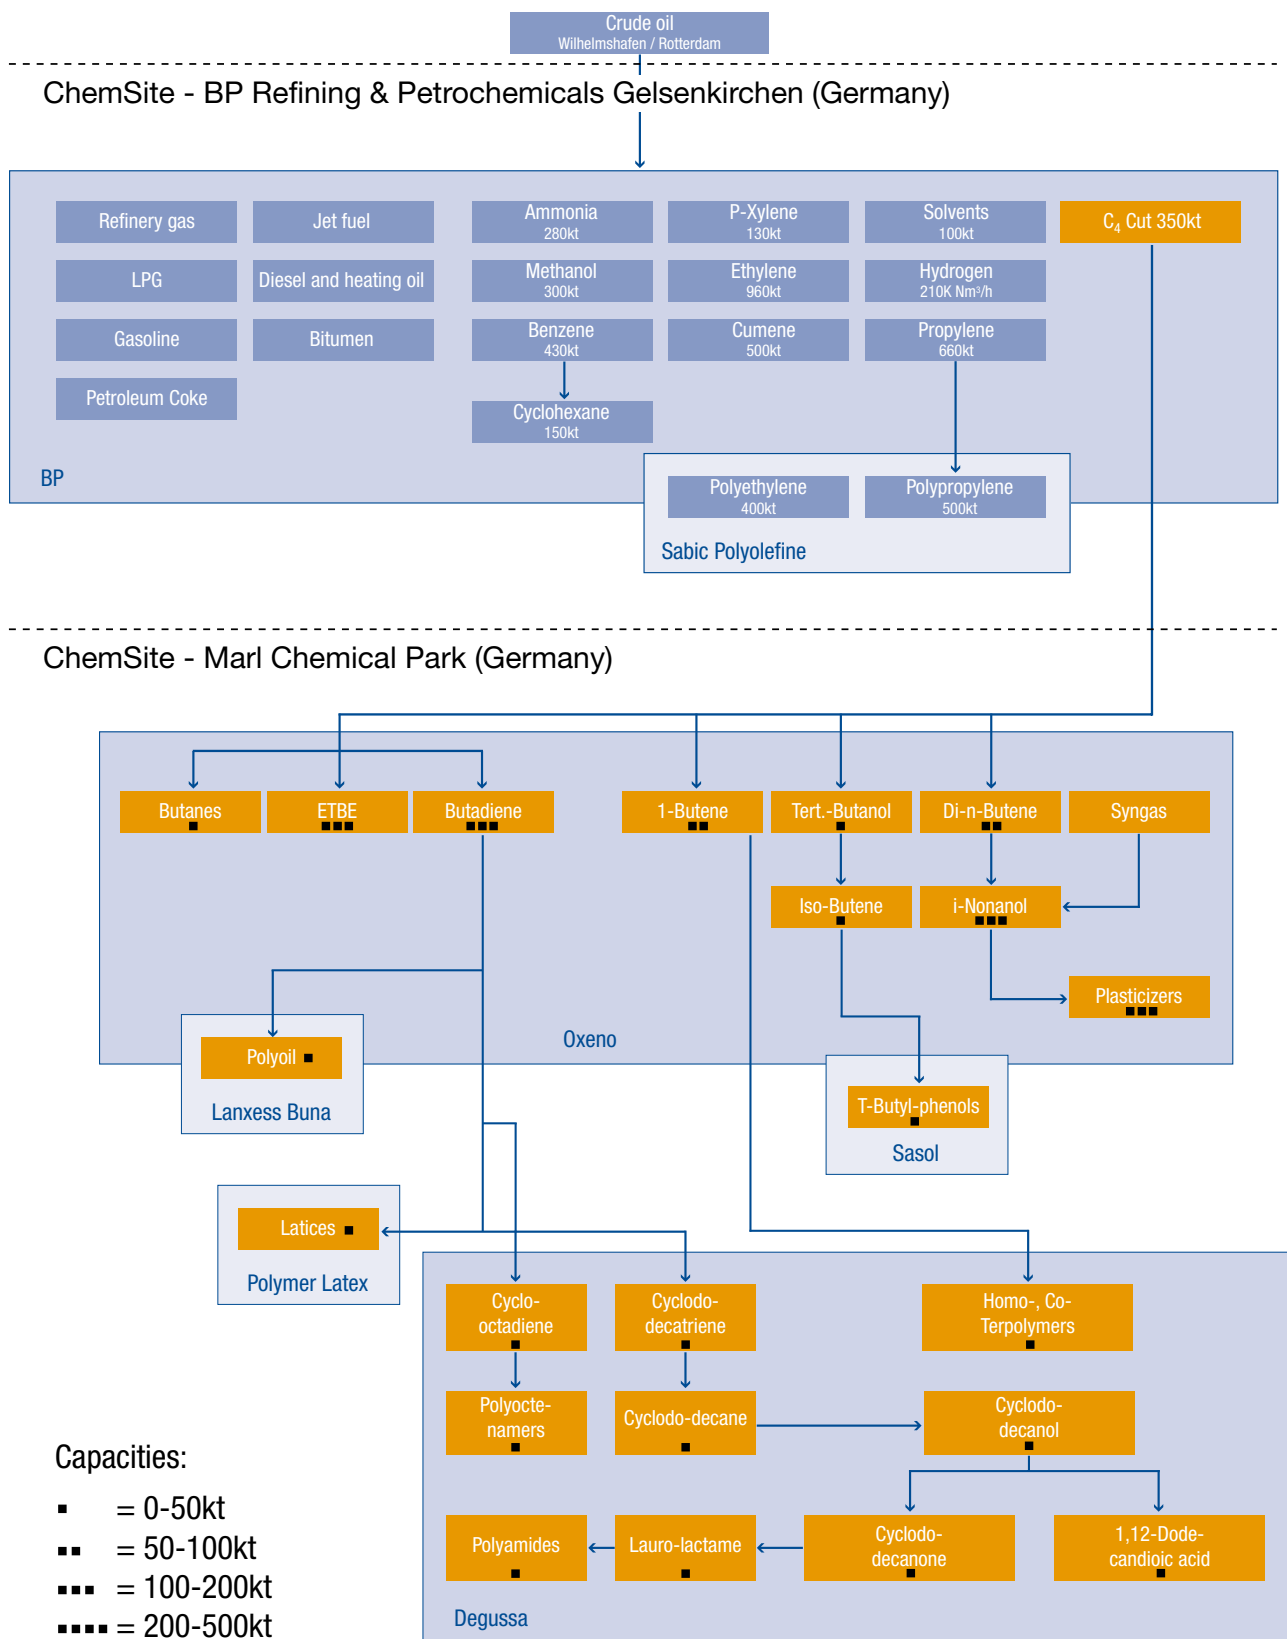 Crude oil
Wilhelmshafen / Rotterdam
ChemSite - BP Refining & Petrochemicals Gelsenkirchen (Germany)
Refinery gas
Jet fuel
Ammonia
280kt
P-Xylene
130kt
Solvents
100kt
C₄ Cut 350kt
LPG
Diesel and heating oil
Methanol
300kt
Ethylene
960kt
Hydrogen
210K Nm³/h
Gasoline
Bitumen
Benzene
430kt
Cumene
500kt
Propylene
660kt
Petroleum Coke
Cyclohexane
150kt
BP
Polyethylene
400kt
Polypropylene
500kt
Sabic Polyolefine
ChemSite - Marl Chemical Park (Germany)
Butanes
ETBE
Butadiene
1-Butene
Tert.-Butanol
Di-n-Butene
Syngas
Iso-Butene
i-Nonanol
Plasticizers
Oxeno
Polyoil
Lanxess Buna
T-Butyl-phenols
Sasol
Latices
Polymer Latex
Cyclo-
octadiene
Cyclodo-
decatriene
Homo-, Co-
Terpolymers
Polyocte-
namers
Cyclodo-decane
Cyclodo-
decanol
Polyamides
Lauro-lactame
Cyclodo-
decanone
1,12-Dode-
candioic acid
Degussa
Capacities:
= 0-50kt
= 50-100kt
= 100-200kt
= 200-500kt